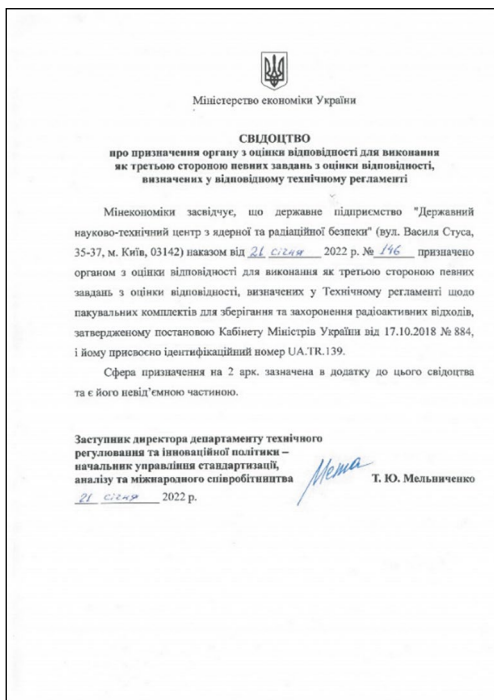 Міністерство економіки України
СВІДОЦТВО
про призначення органу з оцінки відповідності для виконання
як третьою стороною певних завдань з оцінки відповідності,
визначених у відповідному технічному регламенті
Мінекономіки засвідчує, що державне підприємство "Державний
науково-технічний центр з ядерної та радіаційної безпеки" (вул. Василя Стуса,
35-37, м. Київ, 03142) наказом від 21 січня 2022 р. № 146 призначено
органом з оцінки відповідності для виконання як третьою стороною певних
завдань з оцінки відповідності, визначених у Технічному регламенті щодо
пакувальних комплектів для зберігання та захоронення радіоактивних відходів,
затвердженому постановою Кабінету Міністрів України від 17.10.2018 № 884,
і йому присвоєно ідентифікаційний номер UA.TR.139.
Сфера призначення на 2 арк. зазначена в додатку до цього свідоцтва
та є його невід'ємною частиною.
Заступник директора департаменту технічного
регулювання та інноваційної політики –
начальник управління стандартизації,
аналізу та міжнародного співробітництва Т. Ю. Мельниченко
21 січня 2022 р.